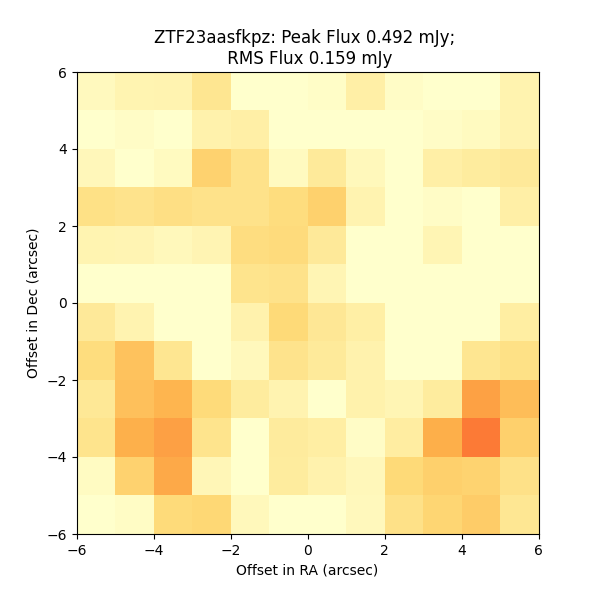 ZTF23aasfkpz: Peak Flux 0.492 mJy;
RMS Flux 0.159 mJy
6
4
2
0
−2
−4
−6
Offset in Dec (arcsec)
−6 −4 −2 0 2 4 6
Offset in RA (arcsec)